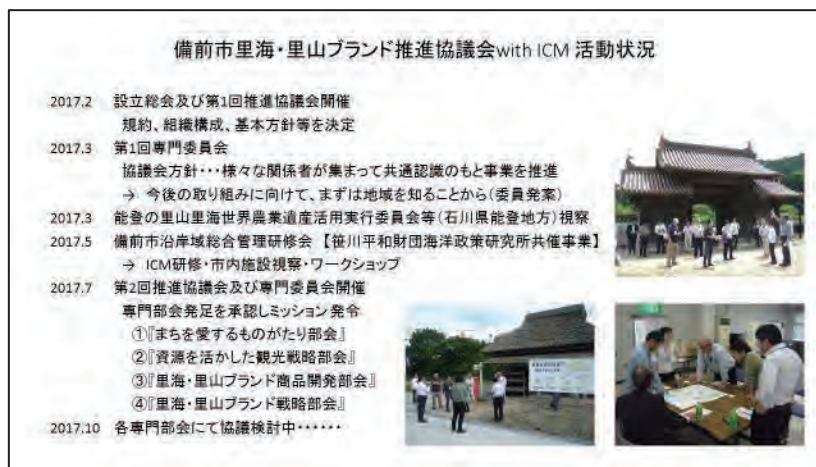 備前市里海・里山ブランド推進協議会with ICM 活動状況
2017.2 設立総会及び第1回推進協議会開催
規約、組織構成、基本方針等を決定
2017.3 第1回専門委員会
協議会方針・・・様々な関係者が集まって共通認識のもと事業を推進
→ 今後の取り組みに向けて、まずは地域を知ることから(委員発案)
2017.3 能登の里山里海世界農業遺産活用実行委員会等(石川県能登地方)視察
2017.5 備前市沿岸域総合管理研修会 【笹川平和財団海洋政策研究所共催事業】
→ ICM研修・市内施設視察・ワークショップ
2017.7 第2回推進協議会及び専門委員会開催
専門部会発足を承認しミッション発令
①『まちを愛するものがたり部会』
②『資源を活かした観光戦略部会』
③『里海・里山ブランド商品開発部会』
④『里海・里山ブランド戦略部会』
2017.10 各専門部会にて協議検討中・・・・・・